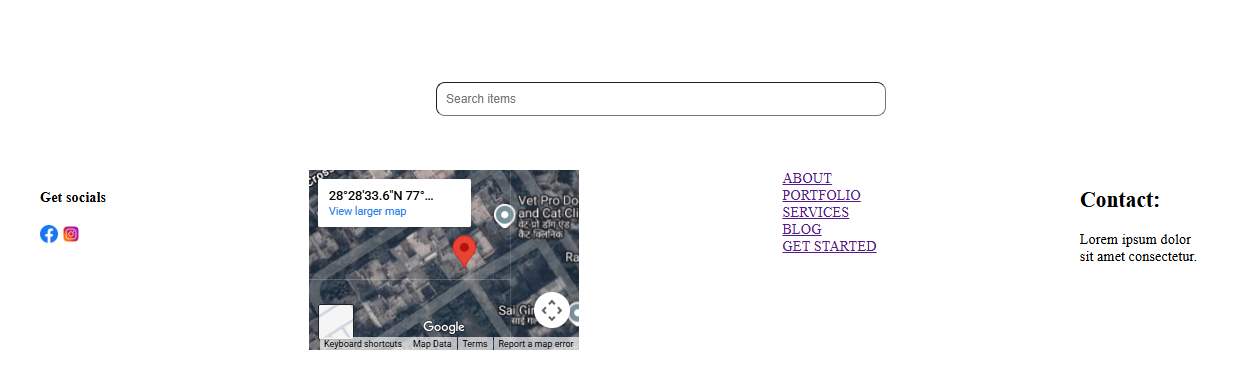 Search items
Get socials
Cross
28°28'33.6"N 77°...
View larger map
Vet Pro Do
and Cat Cli
वेट प्रो डॉग एंड
कैट क्लिनिक
Ra
Sai Gi
साई
Google
Keyboard shortcuts
Map Data
Terms
Report a map error
ABOUT
PORTFOLIO
SERVICES
BLOG
GET STARTED
Contact:
Lorem ipsum dolor
sit amet consectetur.